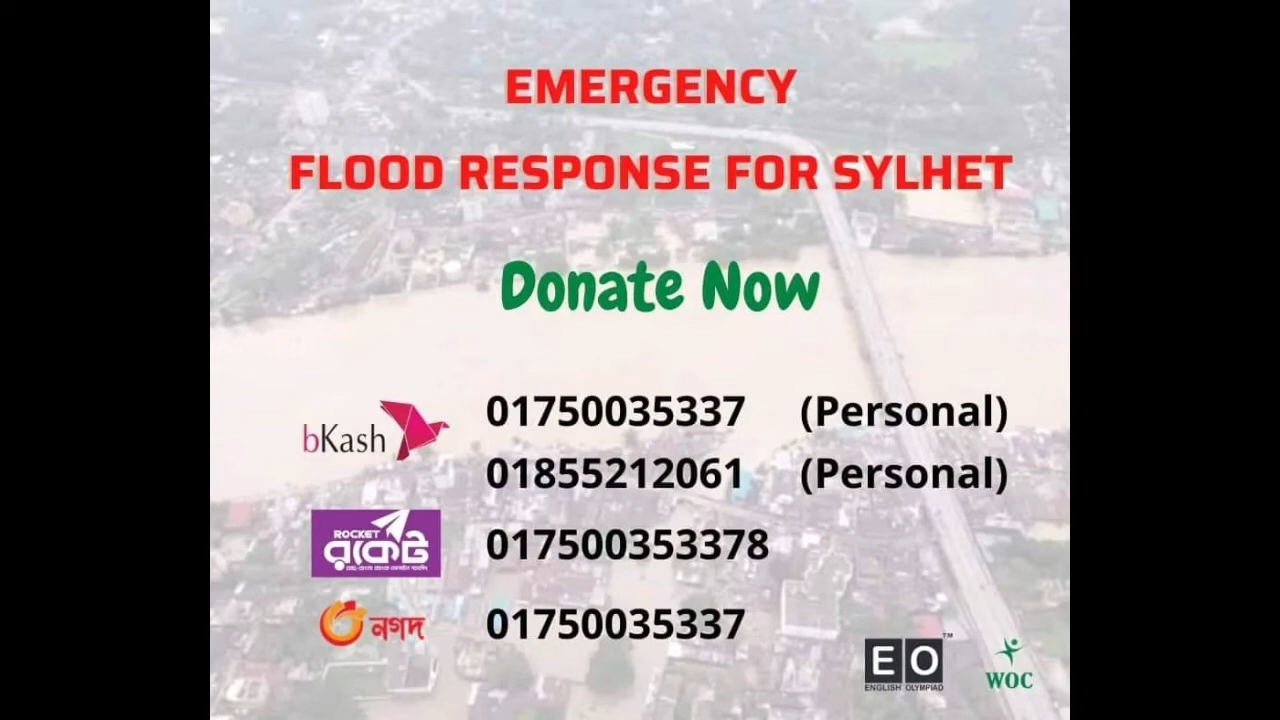 EMERGENCY
FLOOD RESPONSE FOR SYLHET
Donate Now
bKash
01750035337 (Personal)
01855212061 (Personal)
ROCKET
রকেট
017500353378
নগদ
01750035337
EO™
ENGLISH OLYMPIAD
WOC